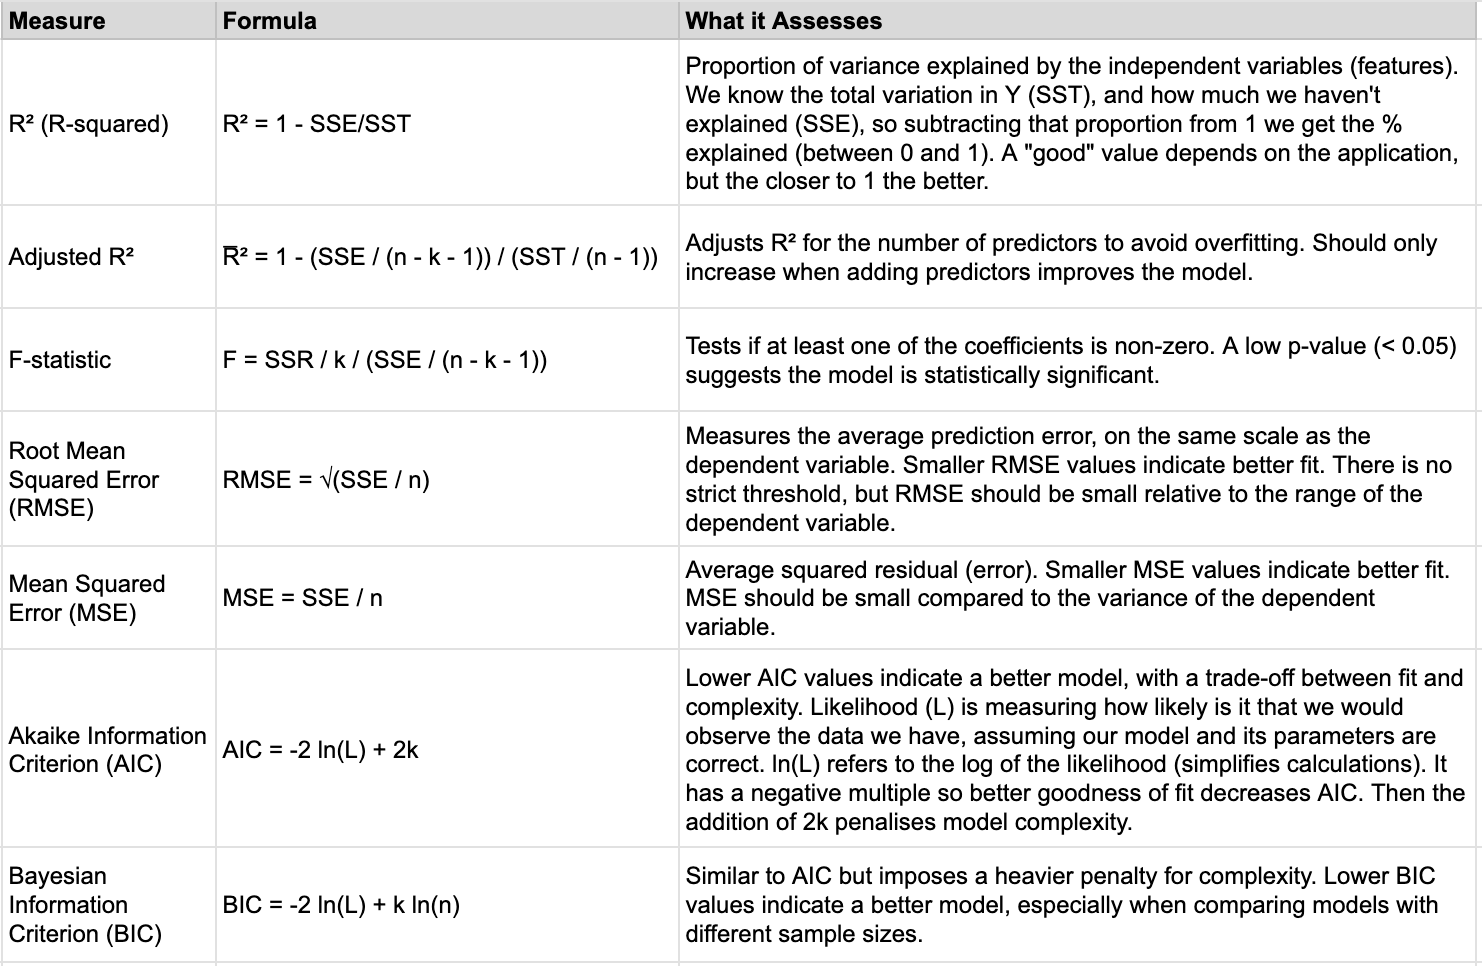 Measure Formula What it Assesses
R² (R-squared) R² = 1 - SSE/SST
Proportion of variance explained by the independent variables (features).
We know the total variation in Y (SST), and how much we haven't
explained (SSE), so subtracting that proportion from 1 we get the %
explained (between 0 and 1). A "good" value depends on the application,
but the closer to 1 the better.
Adjusted R² R̅² = 1 - (SSE / (n - k - 1)) / (SST / (n - 1))
Adjusts R² for the number of predictors to avoid overfitting. Should only
increase when adding predictors improves the model.
F-statistic F = SSR / k / (SSE / (n - k - 1))
Tests if at least one of the coefficients is non-zero. A low p-value (< 0.05)
suggests the model is statistically significant.
Root Mean
Squared Error
(RMSE)
RMSE = √(SSE / n)
Measures the average prediction error, on the same scale as the
dependent variable. Smaller RMSE values indicate better fit. There is no
strict threshold, but RMSE should be small relative to the range of the
dependent variable.
Mean Squared
Error (MSE)
MSE = SSE / n
Average squared residual (error). Smaller MSE values indicate better fit.
MSE should be small compared to the variance of the dependent
variable.
Akaike Information
Criterion (AIC)
AIC = -2 ln(L) + 2k
Lower AIC values indicate a better model, with a trade-off between fit and
complexity. Likelihood (L) is measuring how likely is it that we would
observe the data we have, assuming our model and its parameters are
correct. ln(L) refers to the log of the likelihood (simplifies calculations). It
has a negative multiple so better goodness of fit decreases AIC. Then the
addition of 2k penalises model complexity.
Bayesian
Information
Criterion (BIC)
BIC = -2 ln(L) + k ln(n)
Similar to AIC but imposes a heavier penalty for complexity. Lower BIC
values indicate a better model, especially when comparing models with
different sample sizes.